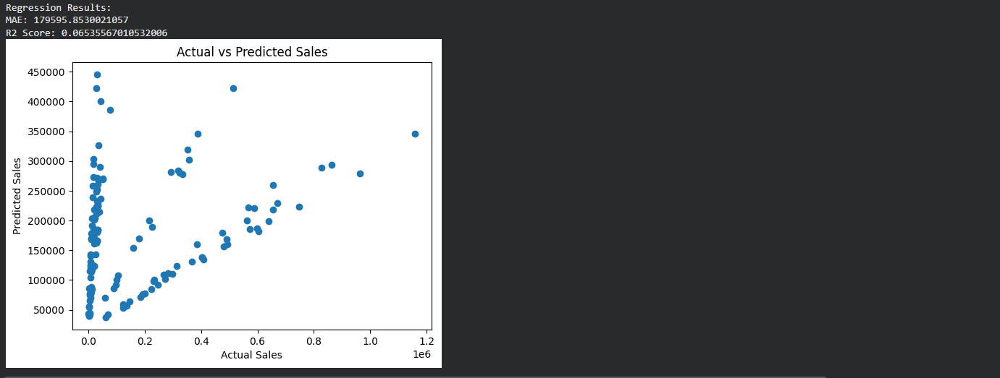 Regression Results:
MAE: 179595.8530021057
R2 Score: 0.06535567010532006
Actual vs Predicted Sales
450000
400000
350000
300000
250000
200000
150000
100000
50000
Predicted Sales
0.0 0.2 0.4 0.6 0.8 1.0 1.2
1e6
Actual Sales